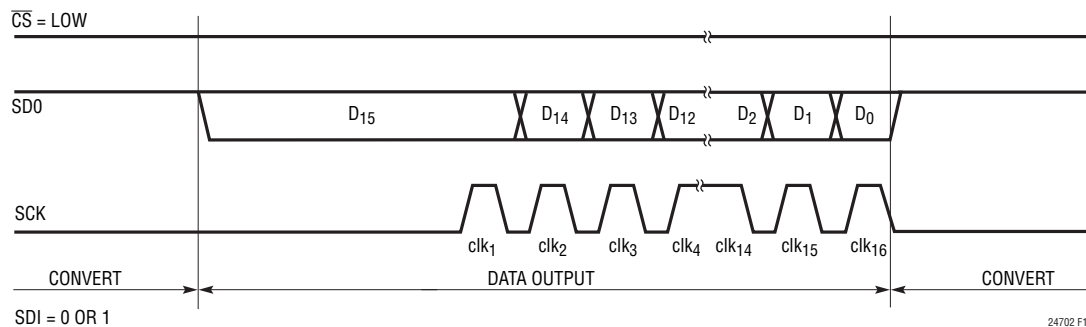 CS = LOW
SD0
D15
D14
D13
D12
D2
D1
D0
SCK
clk1
clk2
clk3
clk4
clk14
clk15
clk16
CONVERT
DATA OUTPUT
CONVERT
SDI = 0 OR 1
24702 F1